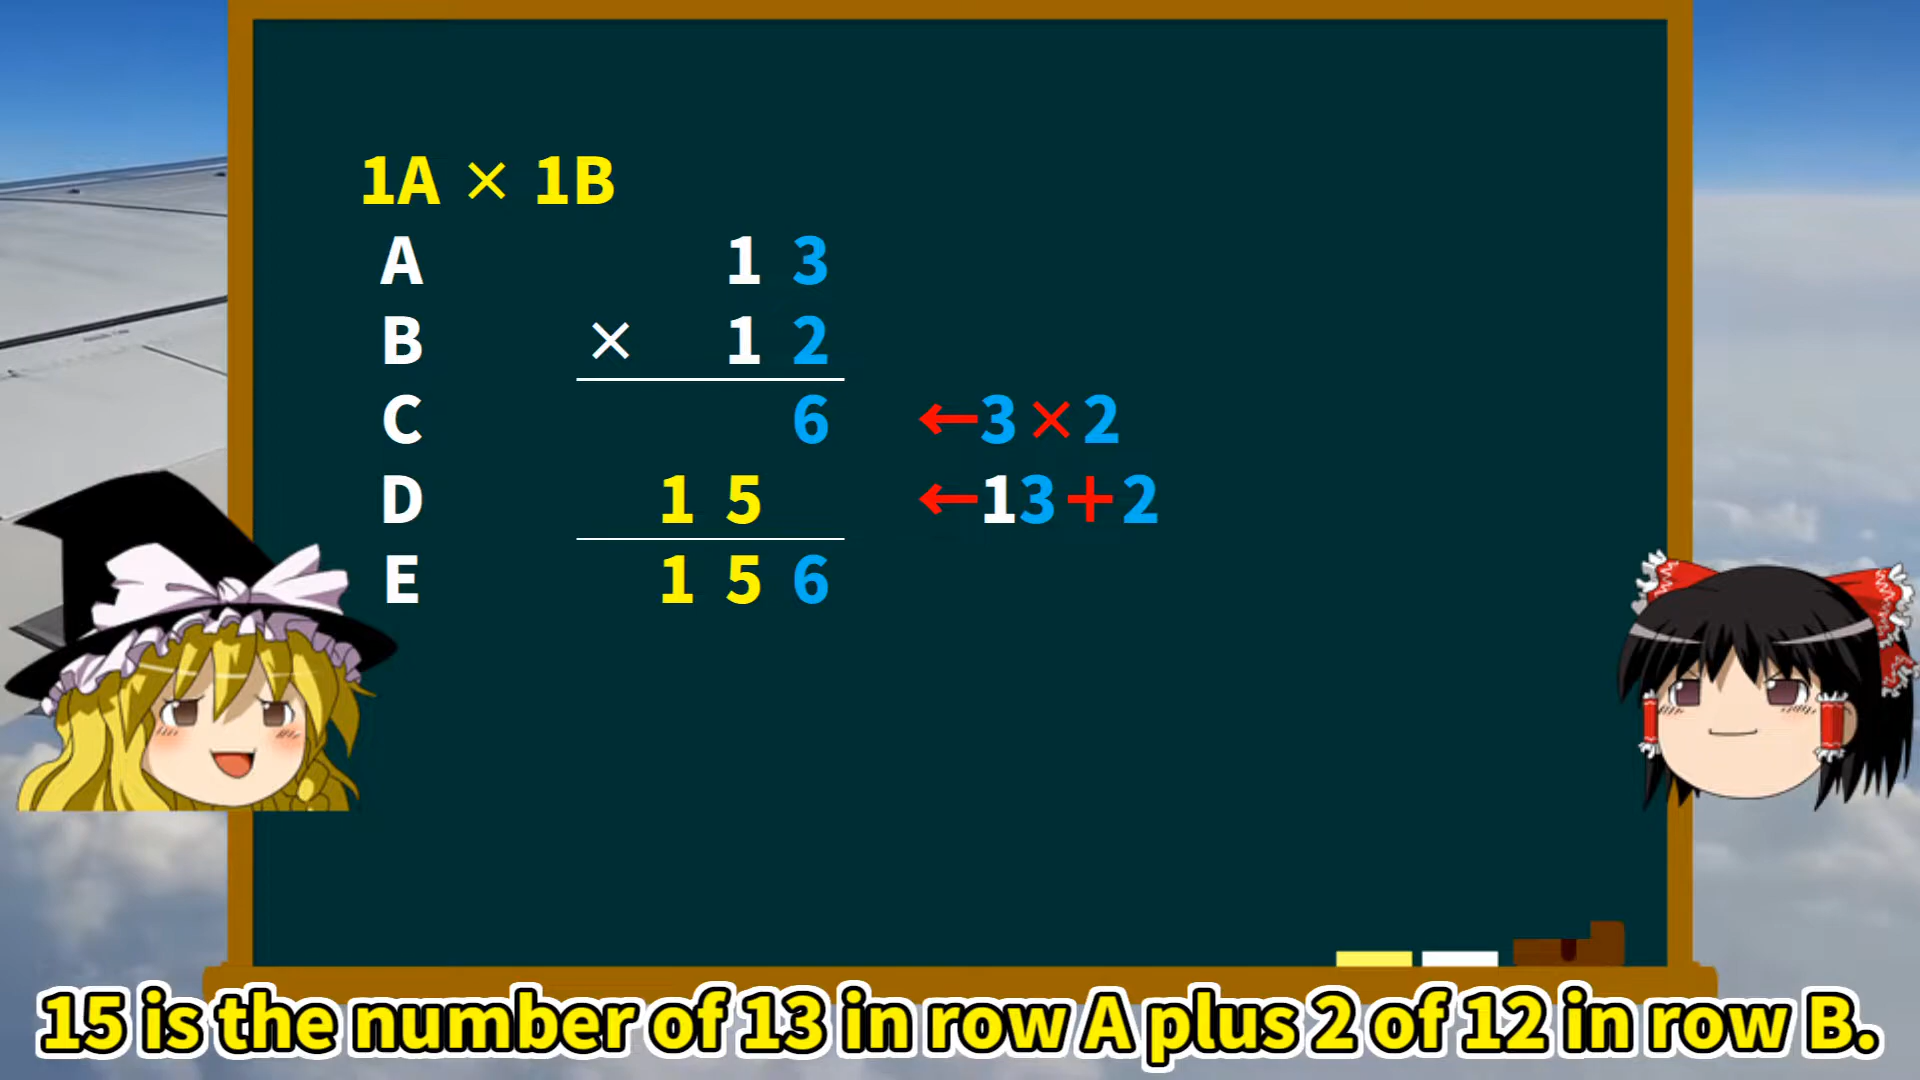 1A × 1B
A 1 3
B × 1 2
C 6 ←3×2
D 1 5 ←13+2
E 1 5 6
15 is the number of 13 in row A plus 2 of 12 in row B.